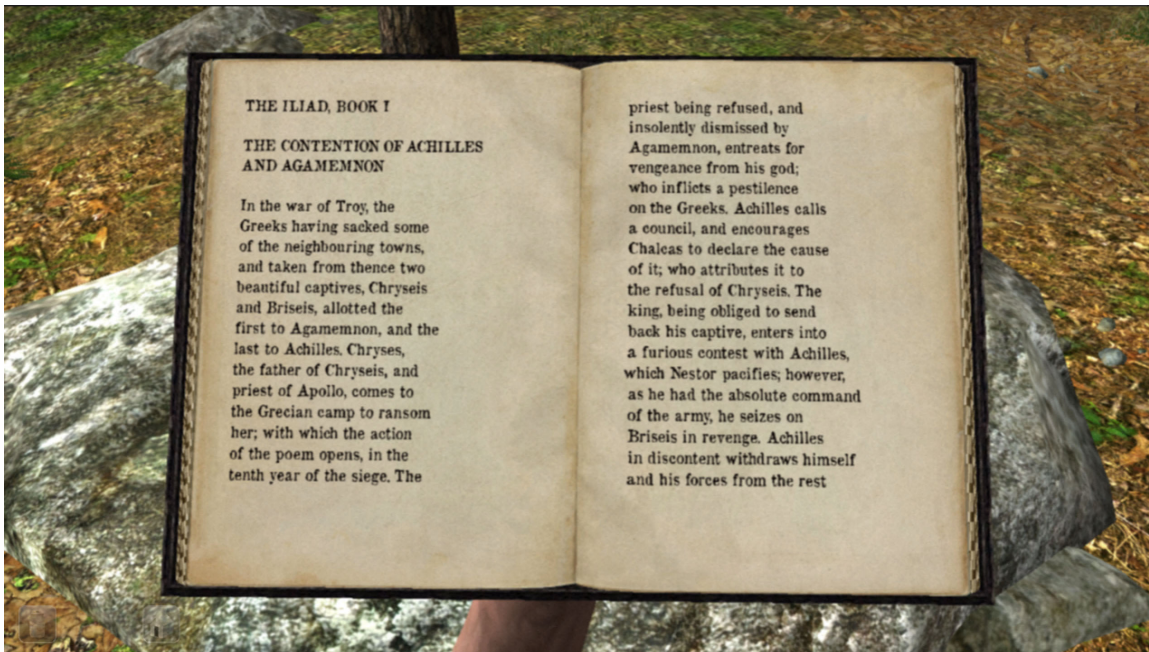 THE ILIAD, BOOK I
THE CONTENTION OF ACHILLES
AND AGAMEMNON
In the war of Troy, the
Greeks having sacked some
of the neighbouring towns,
and taken from thence two
beautiful captives, Chryseis
and Briseis, allotted the
first to Agamemnon, and the
last to Achilles. Chryses,
the father of Chryseis, and
priest of Apollo, comes to
the Grecian camp to ransom
her; with which the action
of the poem opens, in the
tenth year of the siege. The
priest being refused, and
insolently dismissed by
Agamemnon, entreats for
vengeance from his god;
who inflicts a pestilence
on the Greeks. Achilles calls
a council, and encourages
Chalcas to declare the cause
of it; who attributes it to
the refusal of Chryseis. The
king, being obliged to send
back his captive, enters into
a furious contest with Achilles,
which Nestor pacifies; however,
as he had the absolute command
of the army, he seizes on
Briseis in revenge. Achilles
in discontent withdraws himself
and his forces from the rest